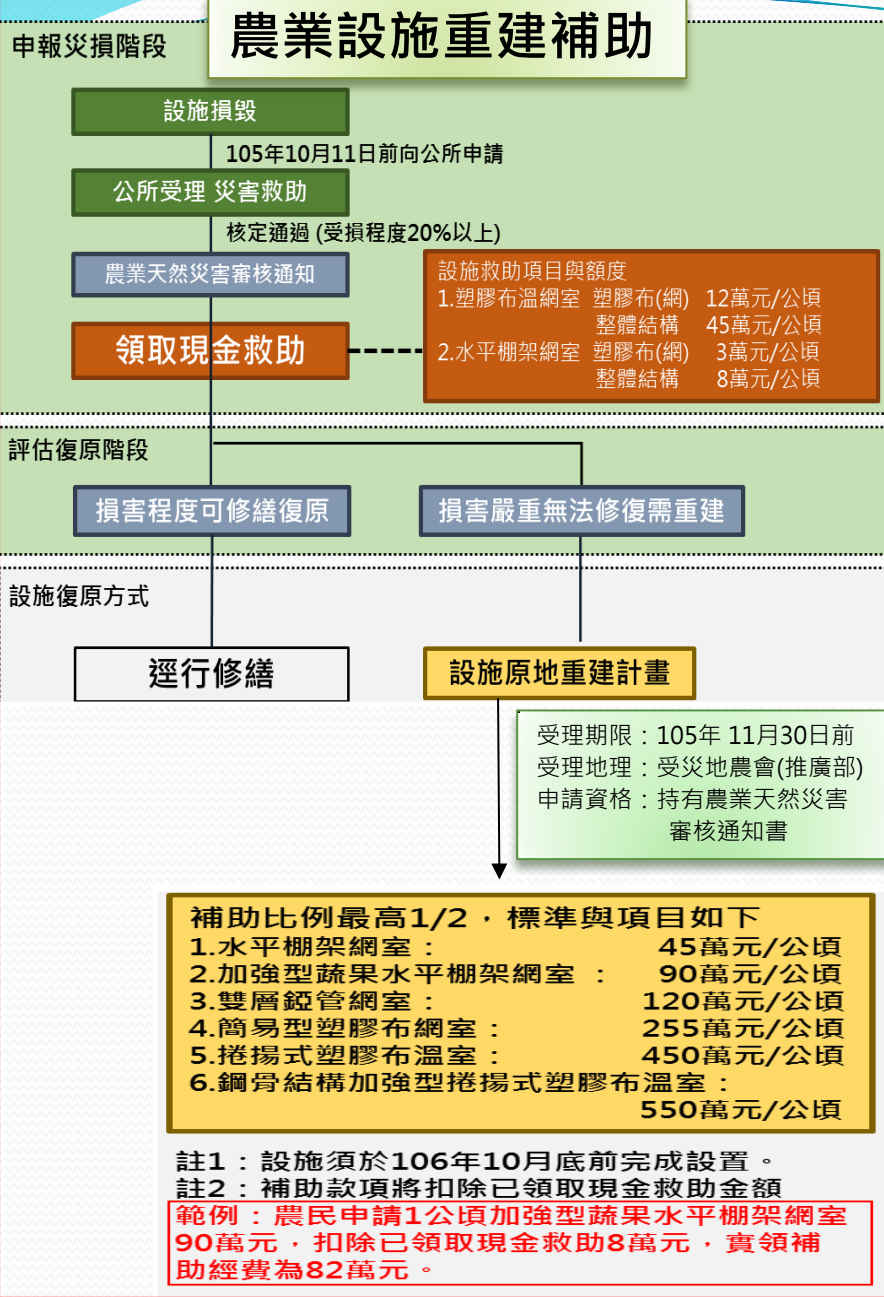 農業設施重建補助
申報災損階段
設施損毀
105年10月11日前向公所申請
公所受理 災害救助
核定通過 (受損程度20%以上)
農業天然災害審核通知
領取現金救助
設施救助項目與額度
1.塑膠布溫網室 塑膠布(網) 12萬元/公頃
整體結構 45萬元/公頃
2.水平棚架網室 塑膠布(網) 3萬元/公頃
整體結構 8萬元/公頃
評估復原階段
損害程度可修繕復原
損害嚴重無法修復需重建
設施復原方式
逕行修繕
設施原地重建計畫
受理期限：105年 11月30日前
受理地理：受災地農會(推廣部)
申請資格：持有農業天然災害
審核通知書
補助比例最高1/2，標準與項目如下
1.水平棚架網室： 45萬元/公頃
2.加強型蔬果水平棚架網室 ： 90萬元/公頃
3.雙層錏管網室： 120萬元/公頃
4.簡易型塑膠布網室： 255萬元/公頃
5.捲揚式塑膠布溫室： 450萬元/公頃
6.鋼骨結構加強型捲揚式塑膠布溫室：
550萬元/公頃
註1：設施須於106年10月底前完成設置。
註2：補助款項將扣除已領取現金救助金額
範例：農民申請1公頃加強型蔬果水平棚架網室
90萬元，扣除已領取現金救助8萬元，實領補
助經費為82萬元。